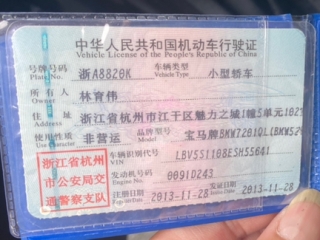 中华人民共和国机动车行驶证
Vehicle License of the People's Republic of China
号牌号码 浙A8820K 车辆类型 小型轿车
Plate No. Vehicle Type
所有人 林育伟
Owner
住址 浙江省杭州市江干区魅力之城1幢5单元102
Address
使用性质 非营运 品牌型号 宝马牌BMW7201QL(BMW52
Use Character Model
浙江省杭州市公安局交通警察支队
车辆识别代号 LBV5S1108ESH55641
VIN
发动机号码 0091D243
Engine No.
注册日期 2013-11-28 发证日期 2013-11-28